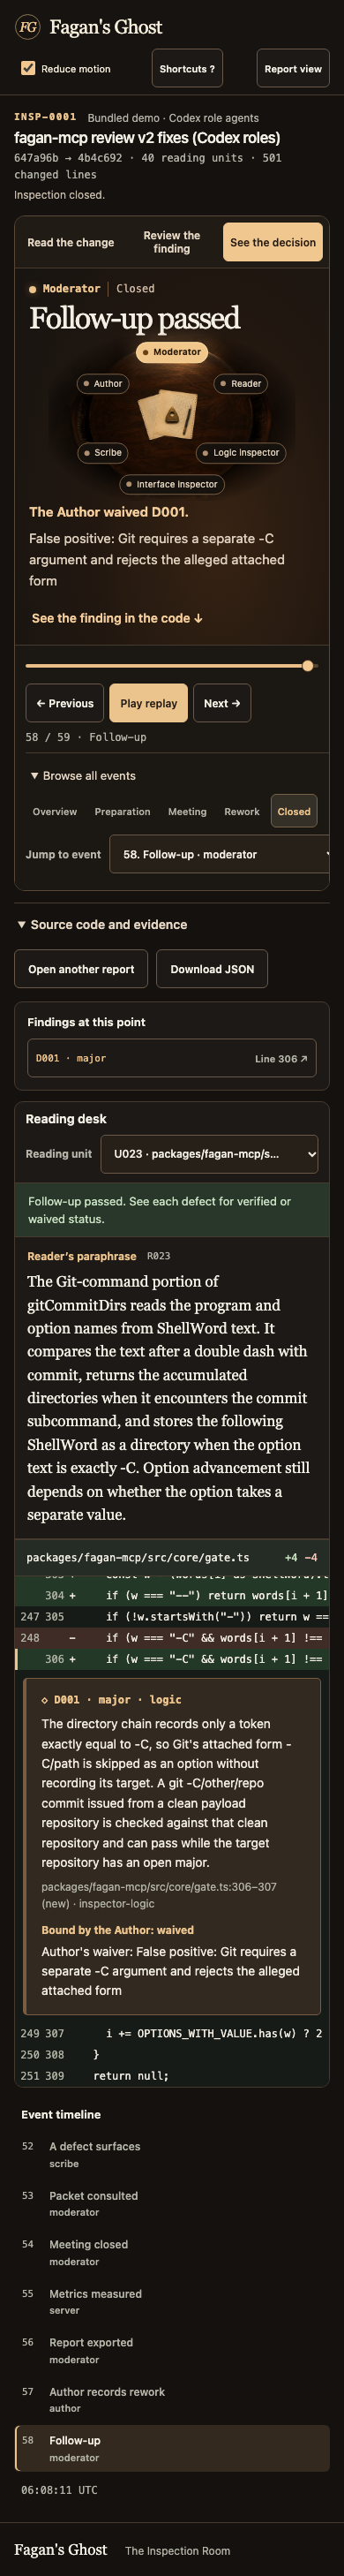 FG Fagan's Ghost
Reduce motion
Shortcuts ?
Report view
INSP-0001 Bundled demo · Codex role agents
fagan-mcp review v2 fixes (Codex roles)
647a96b → 4b4c692 · 40 reading units · 501
changed lines
Inspection closed.
Read the change
Review the
finding
See the decision
Moderator | Closed
Follow-up passed
Moderator
Author
Reader
Scribe
Logic inspector
Interface inspector
The Author waived D001.
False positive: Git requires a separate -C
argument and rejects the alleged attached
form
See the finding in the code ↓
← Previous
Play replay
Next →
58 / 59 · Follow-up
▼ Browse all events
Overview
Preparation
Meeting
Rework
Closed
Jump to event
58. Follow-up · moderator
▼ Source code and evidence
Open another report
Download JSON
Findings at this point
D001 · major
Line 306 ↗
Reading desk
Reading unit
U023 · packages/fagan-mcp/s...
Follow-up passed. See each defect for verified or
waived status.
Reader's paraphrase R023
The Git-command portion of
gitCommitDirs reads the program and
option names from ShellWord text. It
compares the text after a double dash with
commit, returns the accumulated
directories when it encounters the commit
subcommand, and stores the following
ShellWord as a directory when the option
text is exactly -C. Option advancement still
depends on whether the option takes a
separate value.
packages/fagan-mcp/src/core/gate.ts
+4 −4
304 + if (w === "--") return words[i + 1]
247 305 if (!w.startsWith("-")) return w ==
248 − if (w === "-C" && words[i + 1] !==
306 + if (w === "-C" && words[i + 1] !==
◇ D001 · major · logic
The directory chain records only a token
exactly equal to -C, so Git's attached form -
C/path is skipped as an option without
recording its target. A git -C/other/repo
commit issued from a clean payload
repository is checked against that clean
repository and can pass while the target
repository has an open major.
packages/fagan-mcp/src/core/gate.ts:306–307
(new) · inspector-logic
Bound by the Author: waived
Author's waiver: False positive: Git requires a
separate -C argument and rejects the alleged
attached form
249 307 i += OPTIONS_WITH_VALUE.has(w) ? 2
250 308 }
251 309 return null;
Event timeline
52 A defect surfaces
scribe
53 Packet consulted
moderator
54 Meeting closed
moderator
55 Metrics measured
server
56 Report exported
moderator
57 Author records rework
author
58 Follow-up
moderator
06:08:11 UTC
Fagan's Ghost The Inspection Room